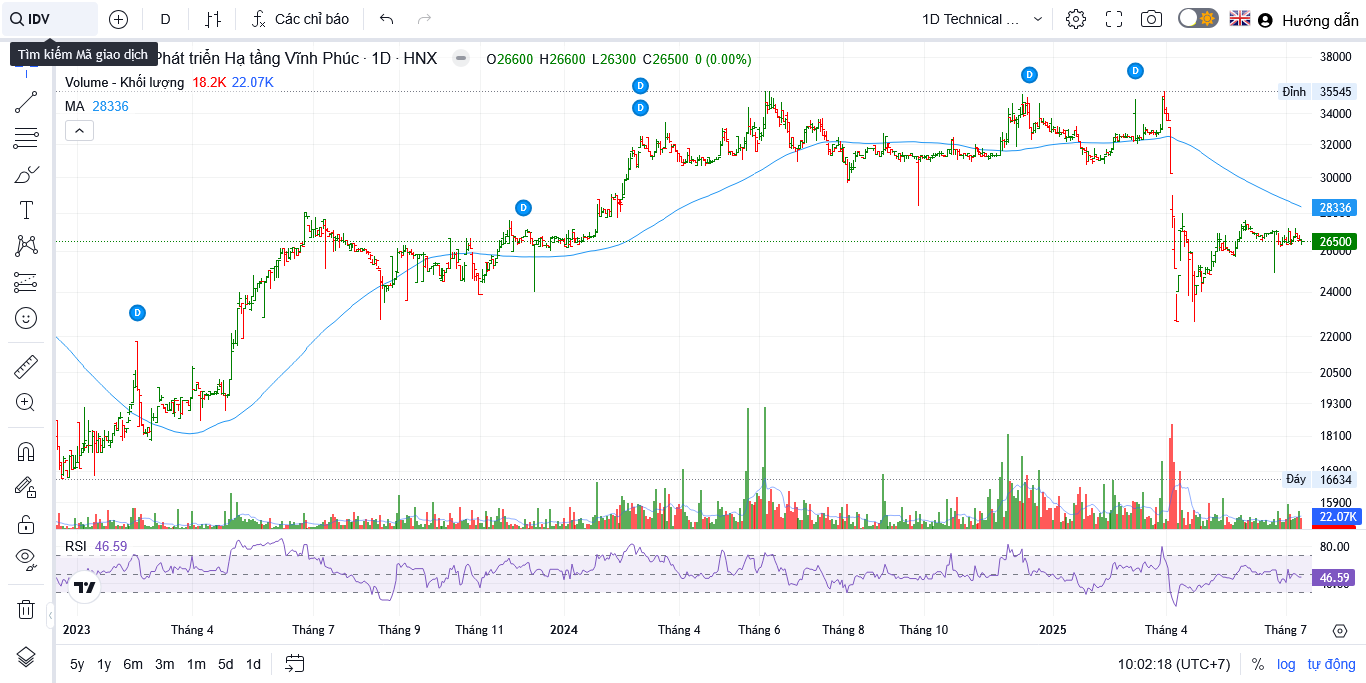 IDV
D
Các chỉ báo
1D Technical ...
Hướng dẫn
Tìm kiếm Mã giao dịch
Phát triển Hạ tầng Vĩnh Phúc · 1D · HNX
O26600 H26600 L26300 C26500 0 (0.00%)
Volume - Khối lượng 18.2K 22.07K
MA 28336
D
D
D
D
D
D
38000
Đỉnh 35545
34000
32000
30000
28336
26500
26000
24000
22000
20500
19300
18100
16900
Đáy 16634
15900
22.07K
RSI 46.59
80.00
46.59
2023
Tháng 4
Tháng 7
Tháng 9
Tháng 11
2024
Tháng 4
Tháng 6
Tháng 8
Tháng 10
2025
Tháng 4
Tháng 7
5y 1y 6m 3m 1m 5d 1d
10:02:18 (UTC+7) % log tự động